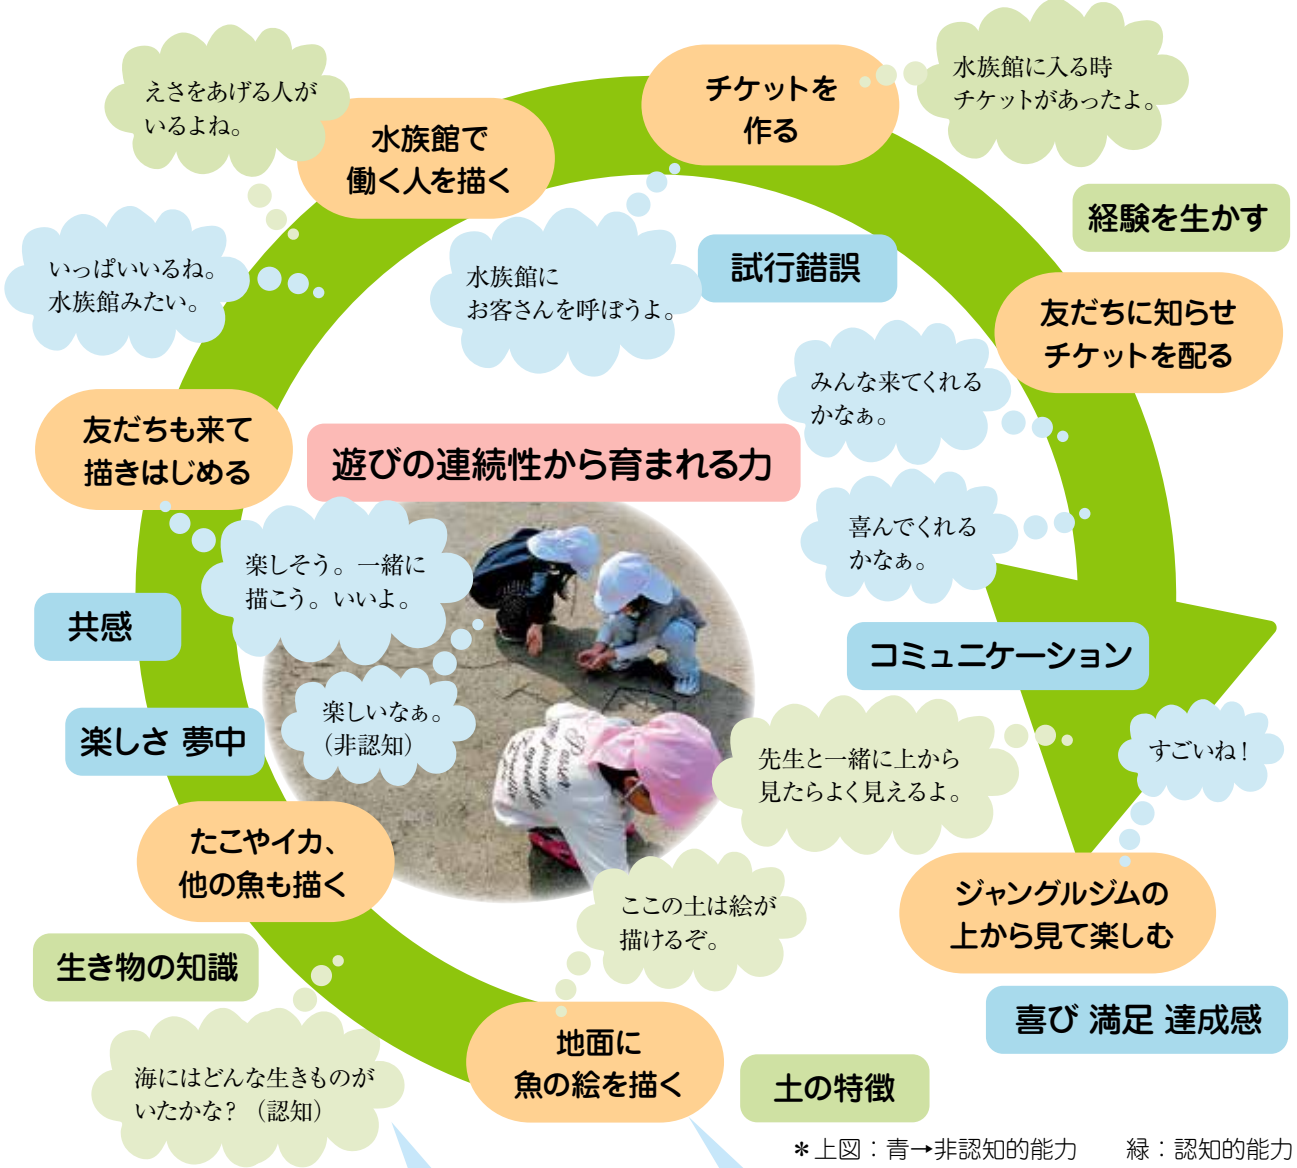 えさをあげる人が
いるよね。
水族館で
働く人を描く
チケットを
作る
水族館に入る時
チケットがあったよ。
経験を生かす
いっぱいいるね。
水族館みたい。
水族館に
お客さんを呼ぼうよ。
試行錯誤
友だちに知らせ
チケットを配る
みんな来てくれる
かなぁ。
友だちも来て
描きはじめる
遊びの連続性から育まれる力
喜んでくれる
かなぁ。
楽しそう。一緒に
描こう。いいよ。
共感
コミュニケーション
楽しさ 夢中
楽しいなぁ。
（非認知）
先生と一緒に上から
見たらよく見えるよ。
すごいね！
たこやイカ、
他の魚も描く
ここの土は絵が
描けるぞ。
ジャングルジムの
上から見て楽しむ
生き物の知識
喜び 満足 達成感
地面に
魚の絵を描く
海にはどんな生きものが
いたかな？（認知）
土の特徴
＊上図：青→非認知的能力　緑：認知的能力